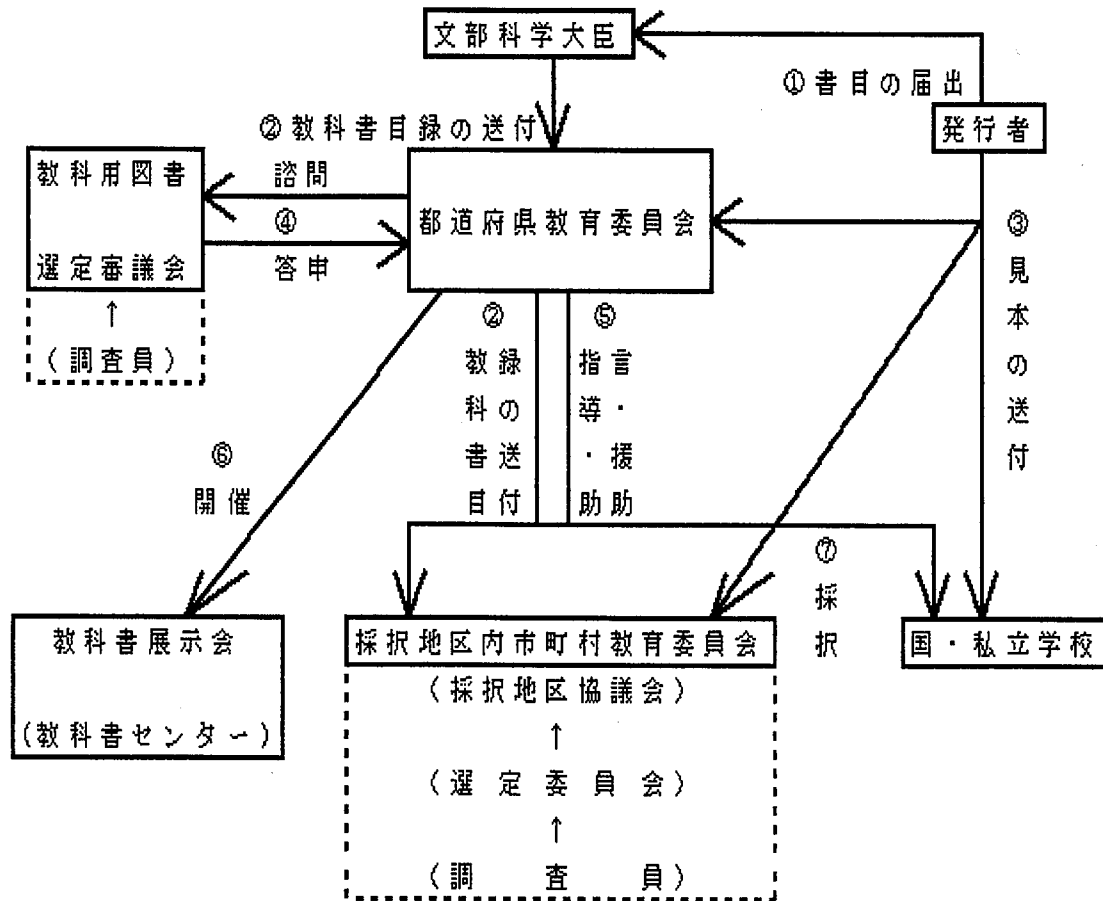 文部科学大臣
①書目の届出
②教科書目録の送付
発行者
教科用図書
選定審議会
諮問
④
答申
都道府県教育委員会
③見本の送付
↑
(調査員)
②
教録
科の
書送
目付
⑤
指言
導・
・援
助助
⑥
開催
⑦
採
択
教科書展示会
(教科書センター)
採択地区内市町村教育委員会
国・私立学校
(採択地区協議会)
↑
(選定委員会)
↑
(調査員)